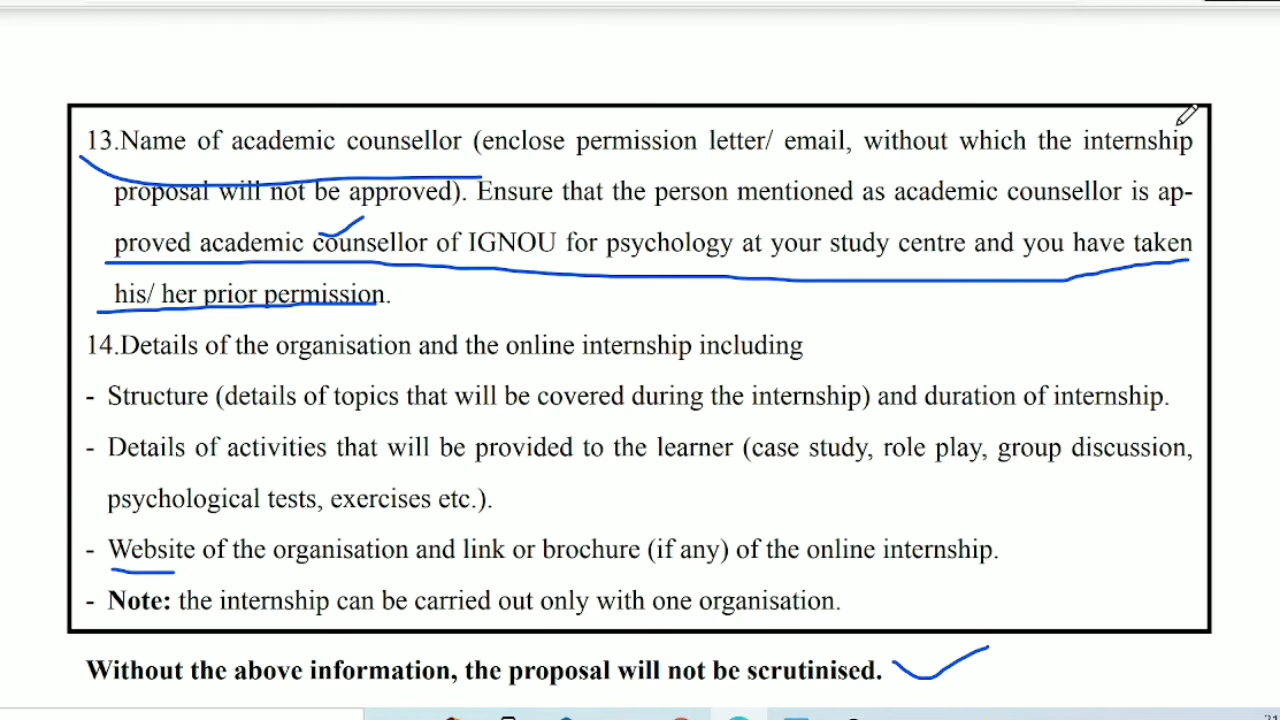 13.Name of academic counsellor (enclose permission letter/ email, without which the internship
proposal will not be approved). Ensure that the person mentioned as academic counsellor is ap-
proved academic counsellor of IGNOU for psychology at your study centre and you have taken
his/ her prior permission.
14.Details of the organisation and the online internship including
- Structure (details of topics that will be covered during the internship) and duration of internship.
- Details of activities that will be provided to the learner (case study, role play, group discussion,
psychological tests, exercises etc.).
- Website of the organisation and link or brochure (if any) of the online internship.
- Note: the internship can be carried out only with one organisation.
Without the above information, the proposal will not be scrutinised.